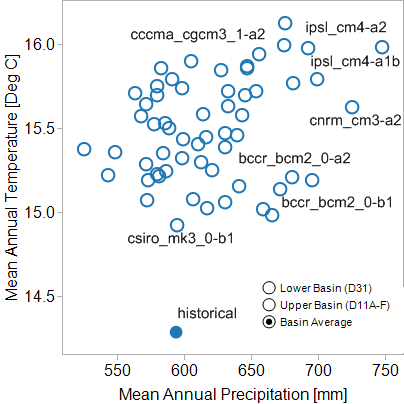 cccma_cgcm3_1-a2
ipsl_cm4-a2
16.0
ipsl_cm4-a1b
cnrm_cm3-a2
15.5
bccr_bcm2_0-a2
bccr_bcm2_0-b1
15.0
csiro_mk3_0-b1
14.5
historical
Lower Basin (D31)
Upper Basin (D11A-F)
Basin Average
Mean Annual Temperature [Deg C]
550 600 650 700 750
Mean Annual Precipitation [mm]